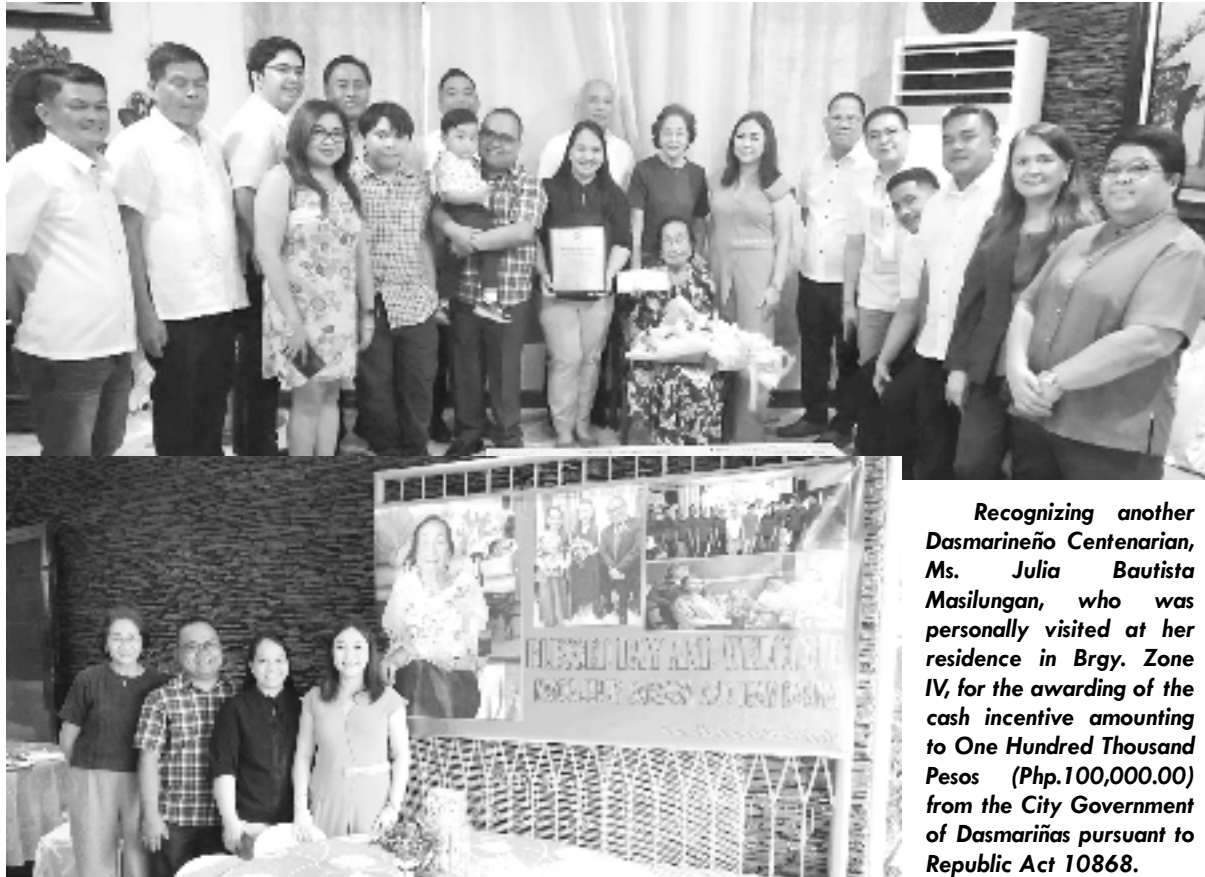 Recognizing another
Dasmarineño Centenarian,
Ms. Julia Bautista
Masilungan, who was
personally visited at her
residence in Brgy. Zone
IV, for the awarding of the
cash incentive amounting
to One Hundred Thousand
Pesos (Php.100,000.00)
from the City Government
of Dasmariñas pursuant to
Republic Act 10868.